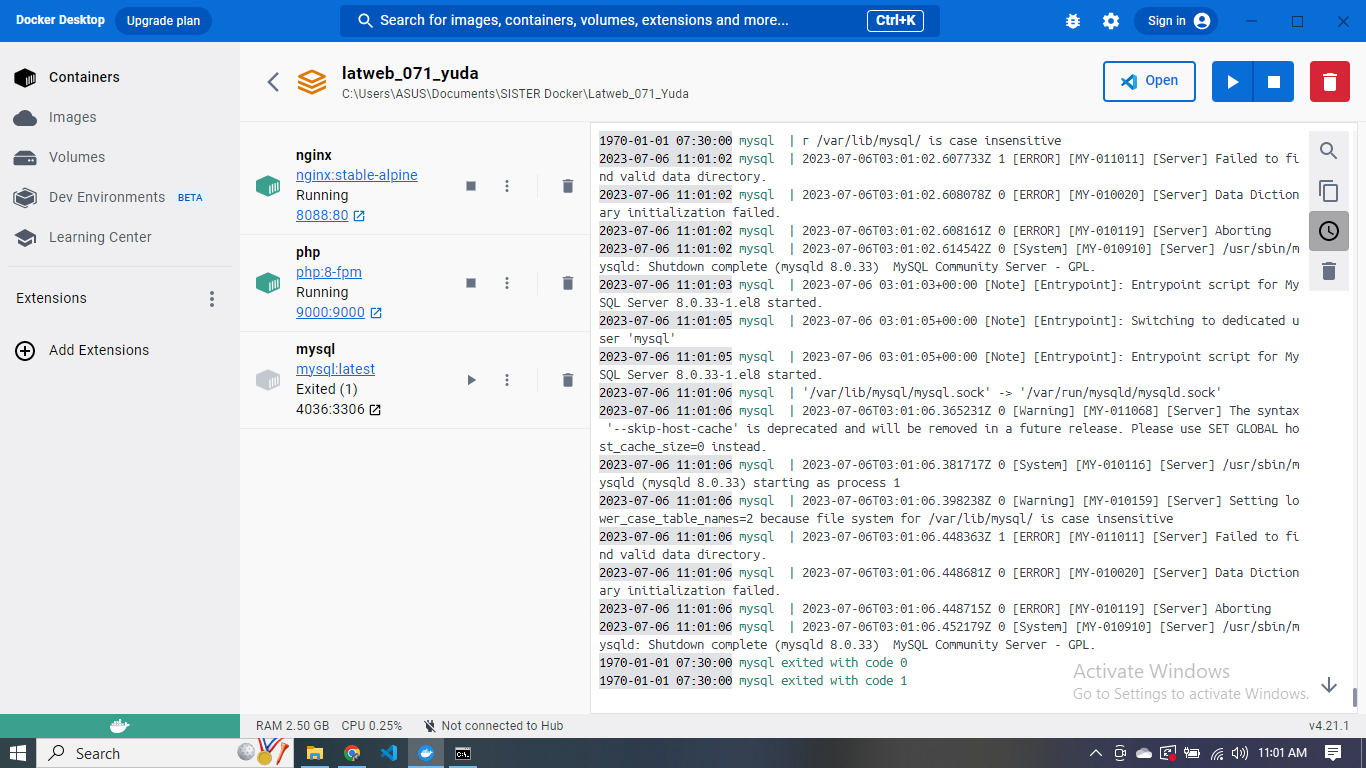 Docker Desktop
Upgrade plan
Search for images, containers, volumes, extensions and more...
Ctrl+K
Sign in
Containers
Images
Volumes
Dev Environments
BETA
Learning Center
Extensions
Add Extensions
latweb_071_yuda
C:\Users\ASUS\Documents\SISTER Docker\Latweb_071_Yuda
Open
nginx
nginx:stable-alpine
Running
8088:80
php
php:8-fpm
Running
9000:9000
mysql
mysql:latest
Exited (1)
4036:3306
1970-01-01 07:30:00 mysql | r /var/lib/mysql/ is case insensitive
2023-07-06 11:01:02 mysql | 2023-07-06T03:01:02.607733Z 1 [ERROR] [MY-011011] [Server] Failed to fi
nd valid data directory.
2023-07-06 11:01:02 mysql | 2023-07-06T03:01:02.608078Z 0 [ERROR] [MY-010020] [Server] Data Diction
ary initialization failed.
2023-07-06 11:01:02 mysql | 2023-07-06T03:01:02.608161Z 0 [ERROR] [MY-010119] [Server] Aborting
2023-07-06 11:01:02 mysql | 2023-07-06T03:01:02.614542Z 0 [System] [MY-010910] [Server] /usr/sbin/m
ysqld: Shutdown complete (mysqld 8.0.33) MySQL Community Server - GPL.
2023-07-06 11:01:03 mysql | 2023-07-06 03:01:03+00:00 [Note] [Entrypoint]: Entrypoint script for My
SQL Server 8.0.33-1.el8 started.
2023-07-06 11:01:05 mysql | 2023-07-06 03:01:05+00:00 [Note] [Entrypoint]: Switching to dedicated u
ser 'mysql'
2023-07-06 11:01:05 mysql | 2023-07-06 03:01:05+00:00 [Note] [Entrypoint]: Entrypoint script for My
SQL Server 8.0.33-1.el8 started.
2023-07-06 11:01:06 mysql | '/var/lib/mysql/mysql.sock' -> '/var/run/mysqld/mysqld.sock'
2023-07-06 11:01:06 mysql | 2023-07-06T03:01:06.365231Z 0 [Warning] [MY-011068] [Server] The syntax
'--skip-host-cache' is deprecated and will be removed in a future release. Please use SET GLOBAL ho
st_cache_size=0 instead.
2023-07-06 11:01:06 mysql | 2023-07-06T03:01:06.381717Z 0 [System] [MY-010116] [Server] /usr/sbin/m
ysqld (mysqld 8.0.33) starting as process 1
2023-07-06 11:01:06 mysql | 2023-07-06T03:01:06.398238Z 0 [Warning] [MY-010159] [Server] Setting lo
wer_case_table_names=2 because file system for /var/lib/mysql/ is case insensitive
2023-07-06 11:01:06 mysql | 2023-07-06T03:01:06.448363Z 1 [ERROR] [MY-011011] [Server] Failed to fi
nd valid data directory.
2023-07-06 11:01:06 mysql | 2023-07-06T03:01:06.448681Z 0 [ERROR] [MY-010020] [Server] Data Diction
ary initialization failed.
2023-07-06 11:01:06 mysql | 2023-07-06T03:01:06.448715Z 0 [ERROR] [MY-010119] [Server] Aborting
2023-07-06 11:01:06 mysql | 2023-07-06T03:01:06.452179Z 0 [System] [MY-010910] [Server] /usr/sbin/m
ysqld: Shutdown complete (mysqld 8.0.33) MySQL Community Server - GPL.
1970-01-01 07:30:00 mysql exited with code 0
1970-01-01 07:30:00 mysql exited with code 1
Activate Windows
Go to Settings to activate Windows.
RAM 2.50 GB CPU 0.25%
Not connected to Hub
v4.21.1
Search
11:01 AM